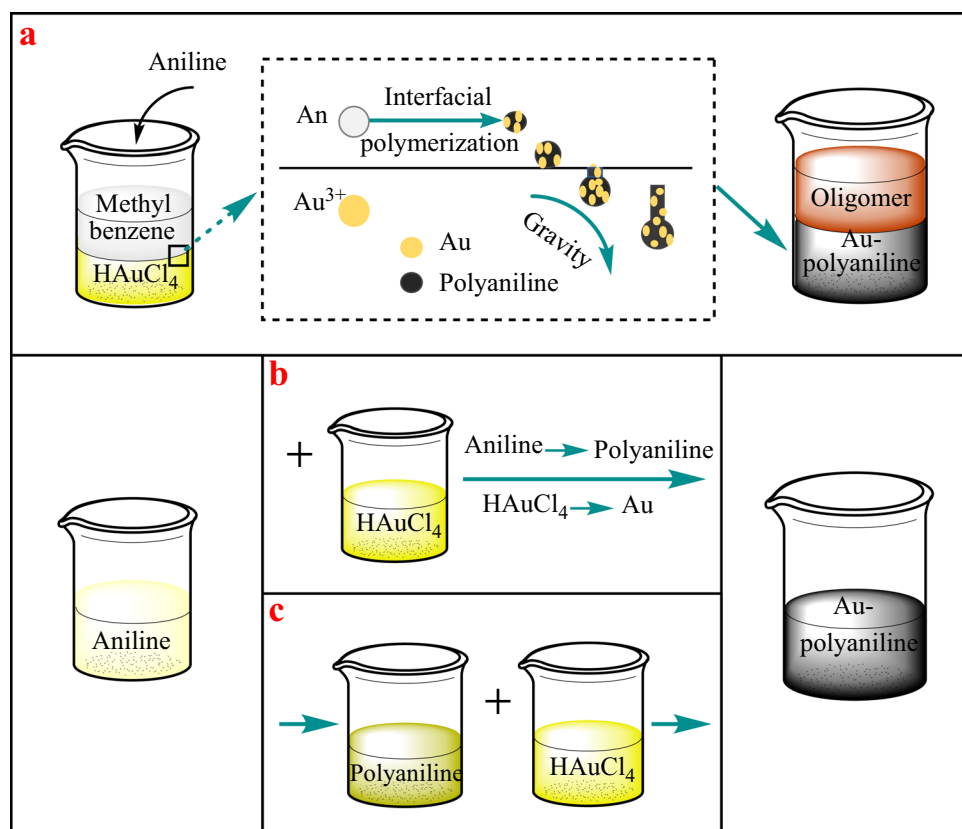 a
Aniline
Methyl
benzene
HAuCl₄
An
Interfacial
polymerization
Au³⁺
Au
Polyaniline
Gravity
Oligomer
Au-
polyaniline
b
+
HAuCl₄
Aniline → Polyaniline
HAuCl₄ → Au
Aniline
Au-
polyaniline
c
Polyaniline
+
HAuCl₄